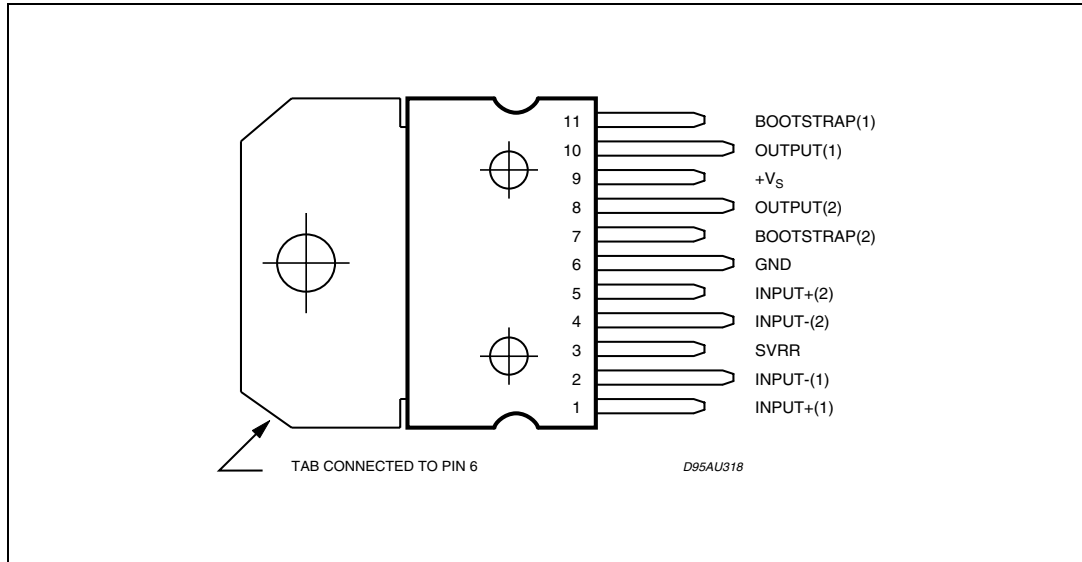 11 BOOTSTRAP(1)
10 OUTPUT(1)
9 +VS
8 OUTPUT(2)
7 BOOTSTRAP(2)
6 GND
5 INPUT+(2)
4 INPUT-(2)
3 SVRR
2 INPUT-(1)
1 INPUT+(1)
TAB CONNECTED TO PIN 6
D95AU318